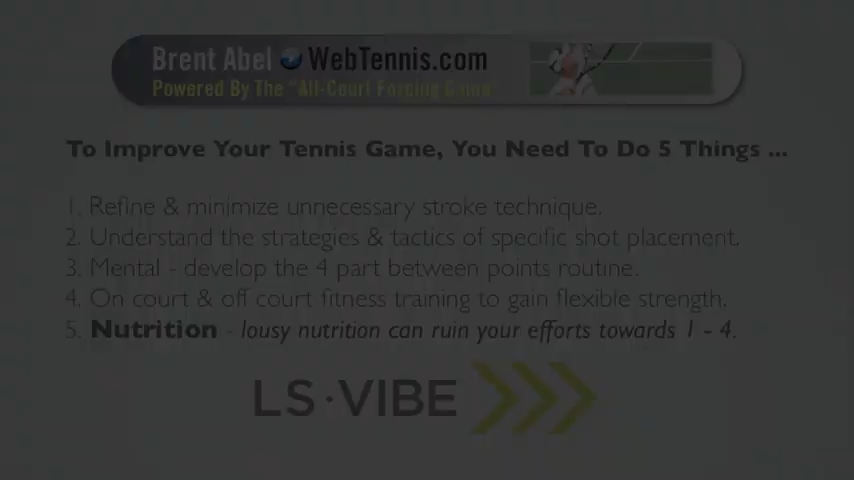 Brent Abel WebTennis.com
Powered By The "All-Court Forcing Game
To Improve Your Tennis Game, You Need To Do 5 Things ...
1. Refine & minimize unnecessary stroke technique.
2. Understand the strategies & tactics of specific shot placement.
3. Mental - develop the 4 part between points routine.
4. On court & off court fitness training to gain flexible strength.
5. Nutrition - lousy nutrition can ruin your efforts towards 1 - 4.
LS·VIBE